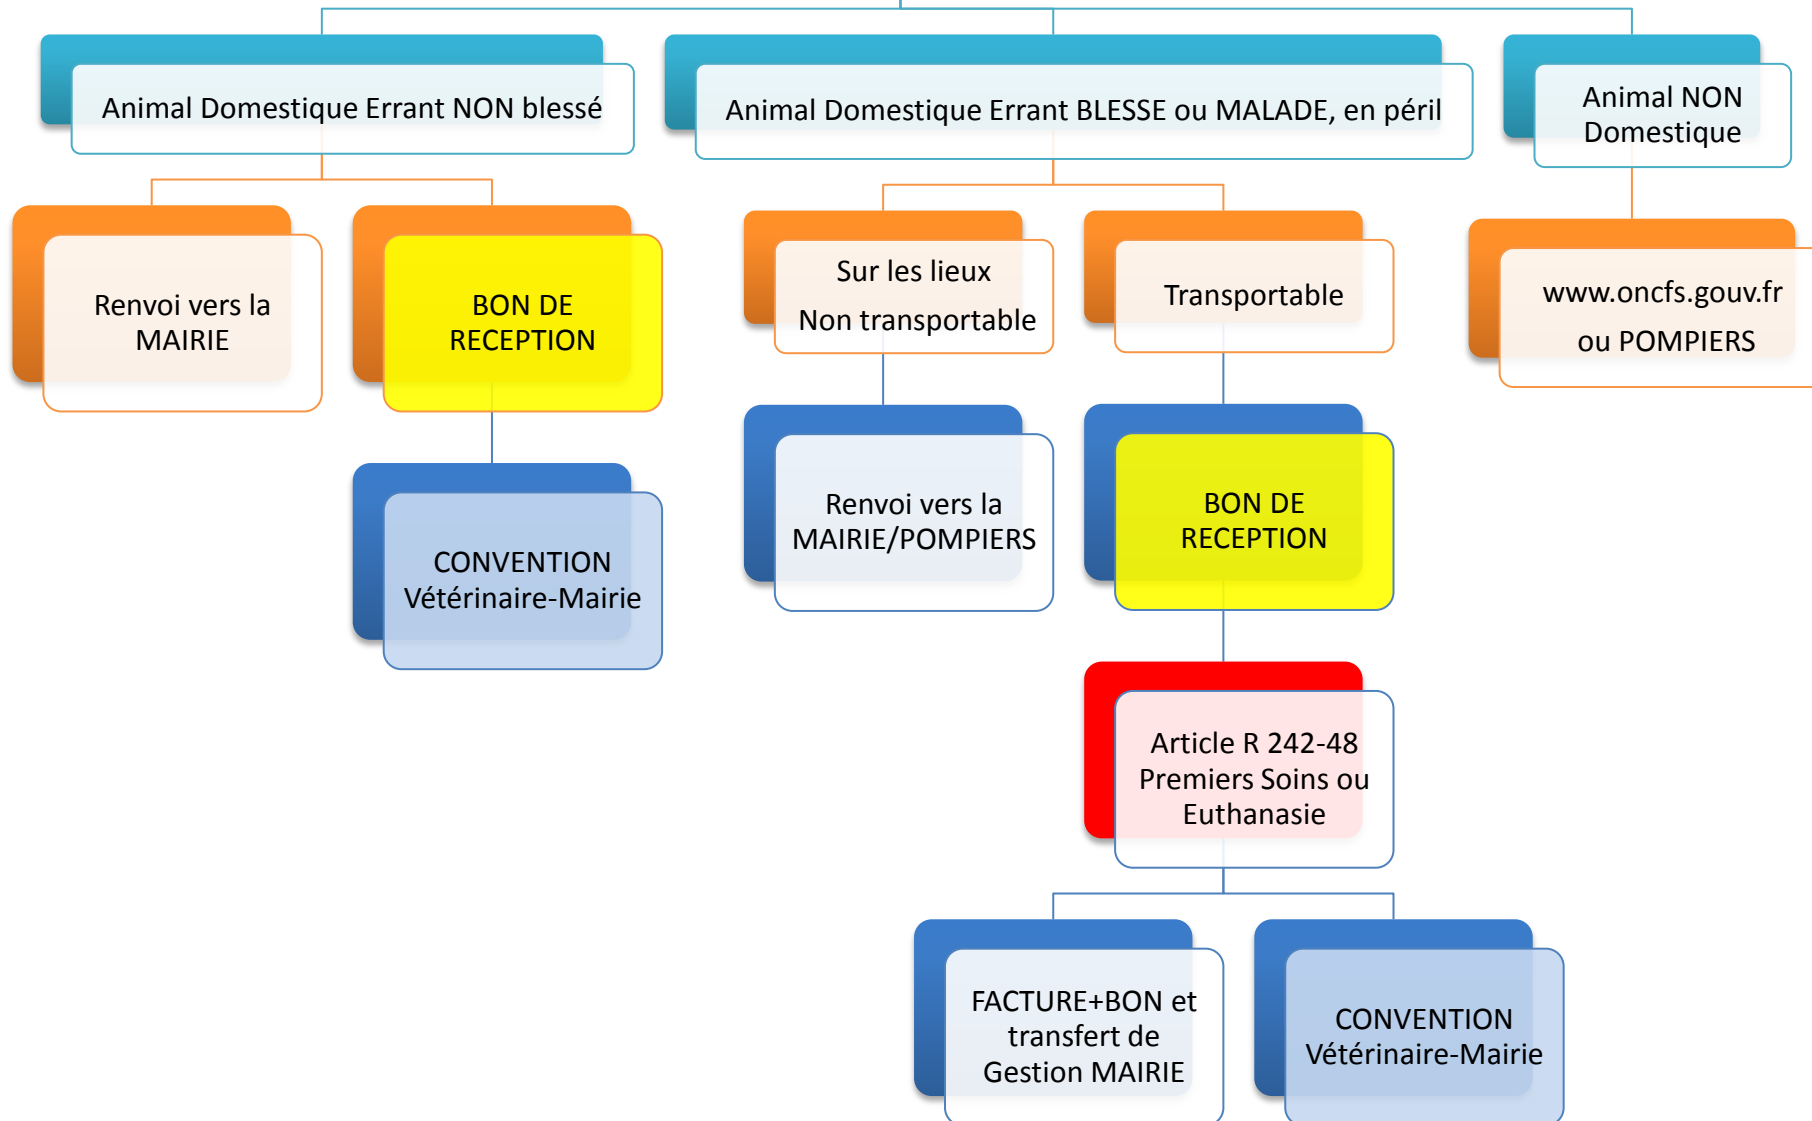 Animal Domestique Errant NON blessé
Animal Domestique Errant BLESSE ou MALADE, en péril
Animal NON
Domestique
Renvoi vers la
MAIRIE
BON DE
RECEPTION
Sur les lieux
Non transportable
Transportable
www.oncfs.gouv.fr
ou POMPIERS
CONVENTION
Vétérinaire-Mairie
Renvoi vers la
MAIRIE/POMPIERS
BON DE
RECEPTION
Article R 242-48
Premiers Soins ou
Euthanasie
FACTURE+BON et
transfert de
Gestion MAIRIE
CONVENTION
Vétérinaire-Mairie